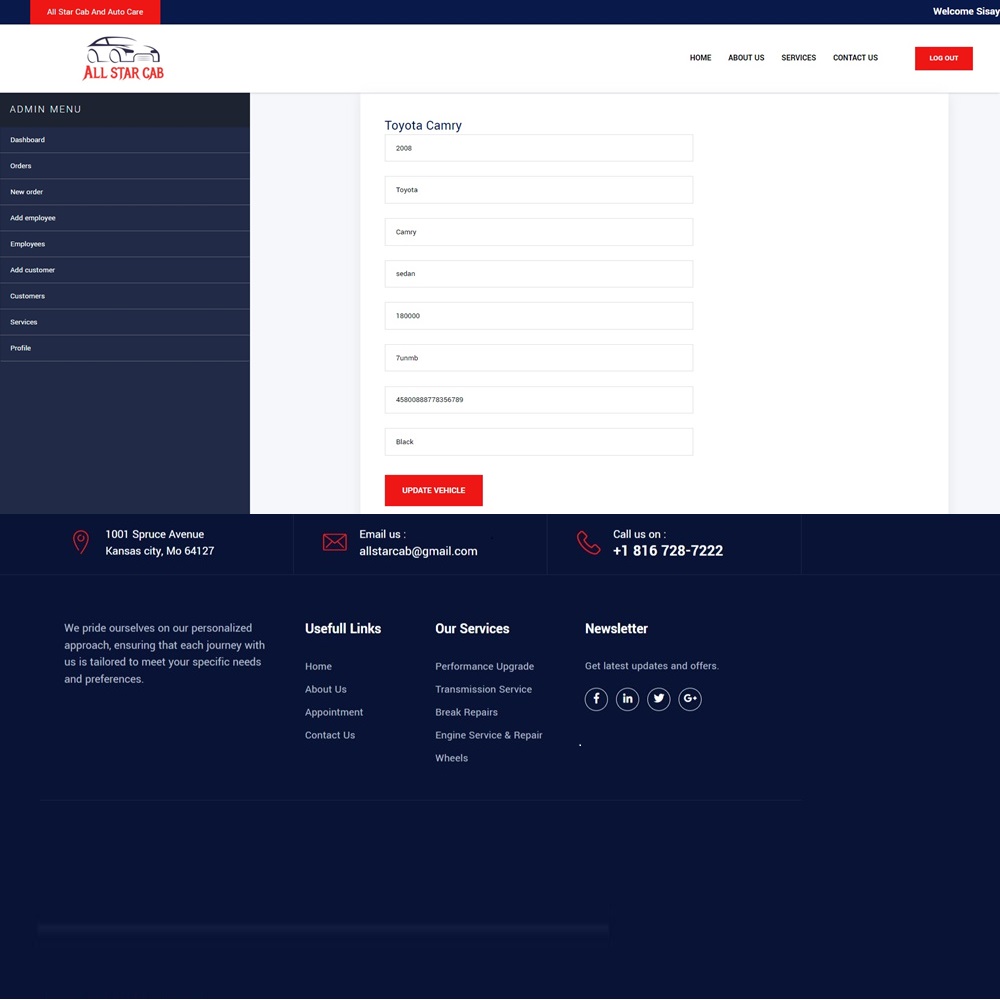 All Star Cab And Auto Care
Welcome Sisay
ALL STAR CAB
HOME ABOUT US SERVICES CONTACT US LOG OUT
ADMIN MENU
Dashboard
Orders
New order
Add employee
Employees
Add customer
Customers
Services
Profile
Toyota Camry
2008
Toyota
Camry
sedan
180000
7unmb
45800888778356789
Black
UPDATE VEHICLE
1001 Spruce Avenue
Kansas city, Mo 64127
Email us :
allstarcab@gmail.com
Call us on :
+1 816 728-7222
We pride ourselves on our personalized
approach, ensuring that each journey with
us is tailored to meet your specific needs
and preferences.
Usefull Links
Home
About Us
Appointment
Contact Us
Our Services
Performance Upgrade
Transmission Service
Break Repairs
Engine Service & Repair
Wheels
Newsletter
Get latest updates and offers.